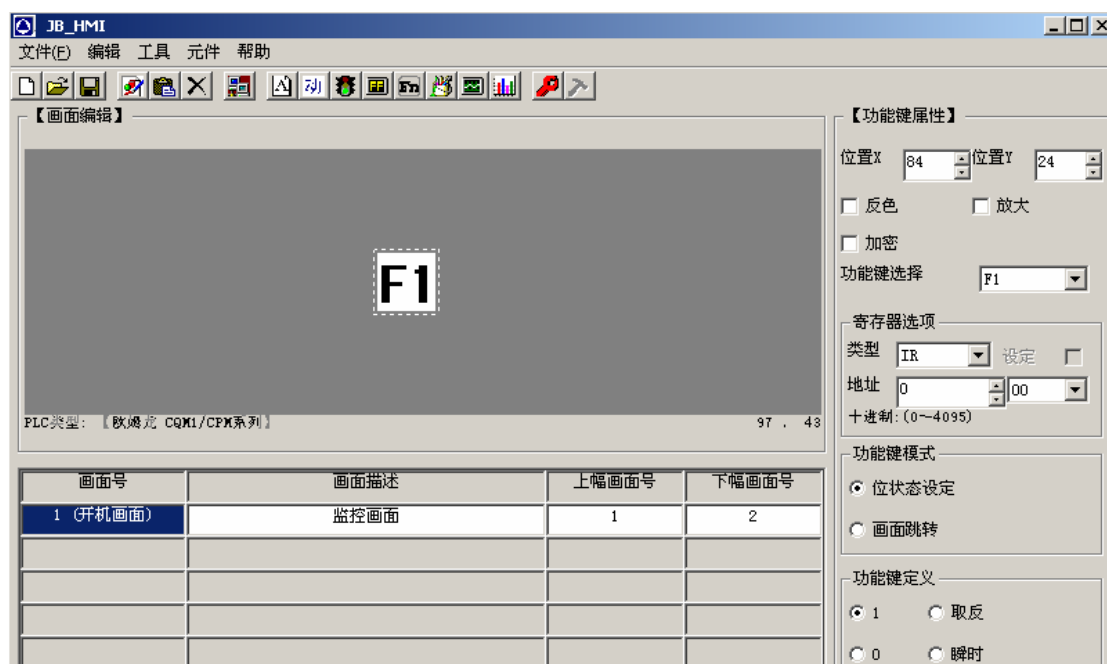 JB_HMI
文件(F) 编辑 工具 元件 帮助
A 动 Fn
【画面编辑】
F1
PLC类型: 【欧姆龙 CQM1/CPM系列】 97 . 43
画面号 画面描述 上幅画面号 下幅画面号
1 (开机画面) 监控画面 1 2
【功能键属性】
位置X 84 位置Y 24
反色 放大
加密
功能键选择 F1
寄存器选项
类型 IR 设定
地址 0 00
十进制:(0~4095)
功能键模式
位状态设定
画面跳转
功能键定义
1 取反
0 瞬时